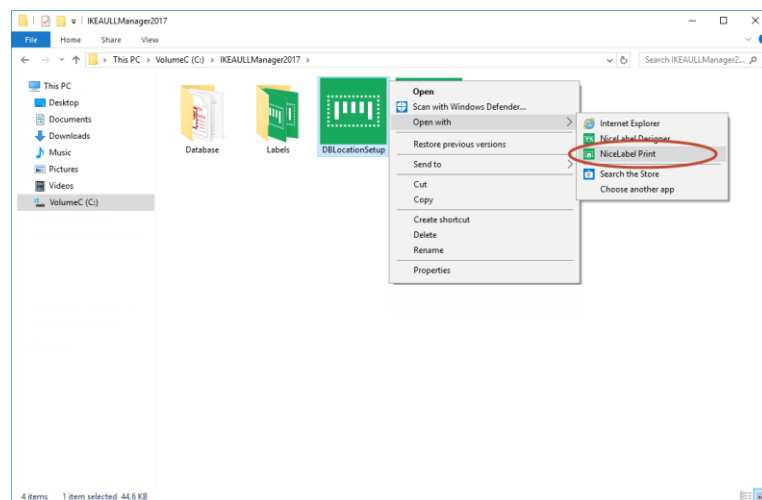 IKEAULLManager2017
File Home Share View
This PC > VolumeC (C:) > IKEAULLManager2017 >
Search IKEAULLManager2...
This PC
Desktop
Documents
Downloads
Music
Pictures
Videos
VolumeC (C:)
Database
Labels
DBLocationSetup
Open
Scan with Windows Defender...
Open with
Restore previous versions
Send to
Cut
Copy
Create shortcut
Delete
Rename
Properties
Internet Explorer
NiceLabel Designer
NiceLabel Print
Search the Store
Choose another app
4 items 1 item selected 44,6 KB